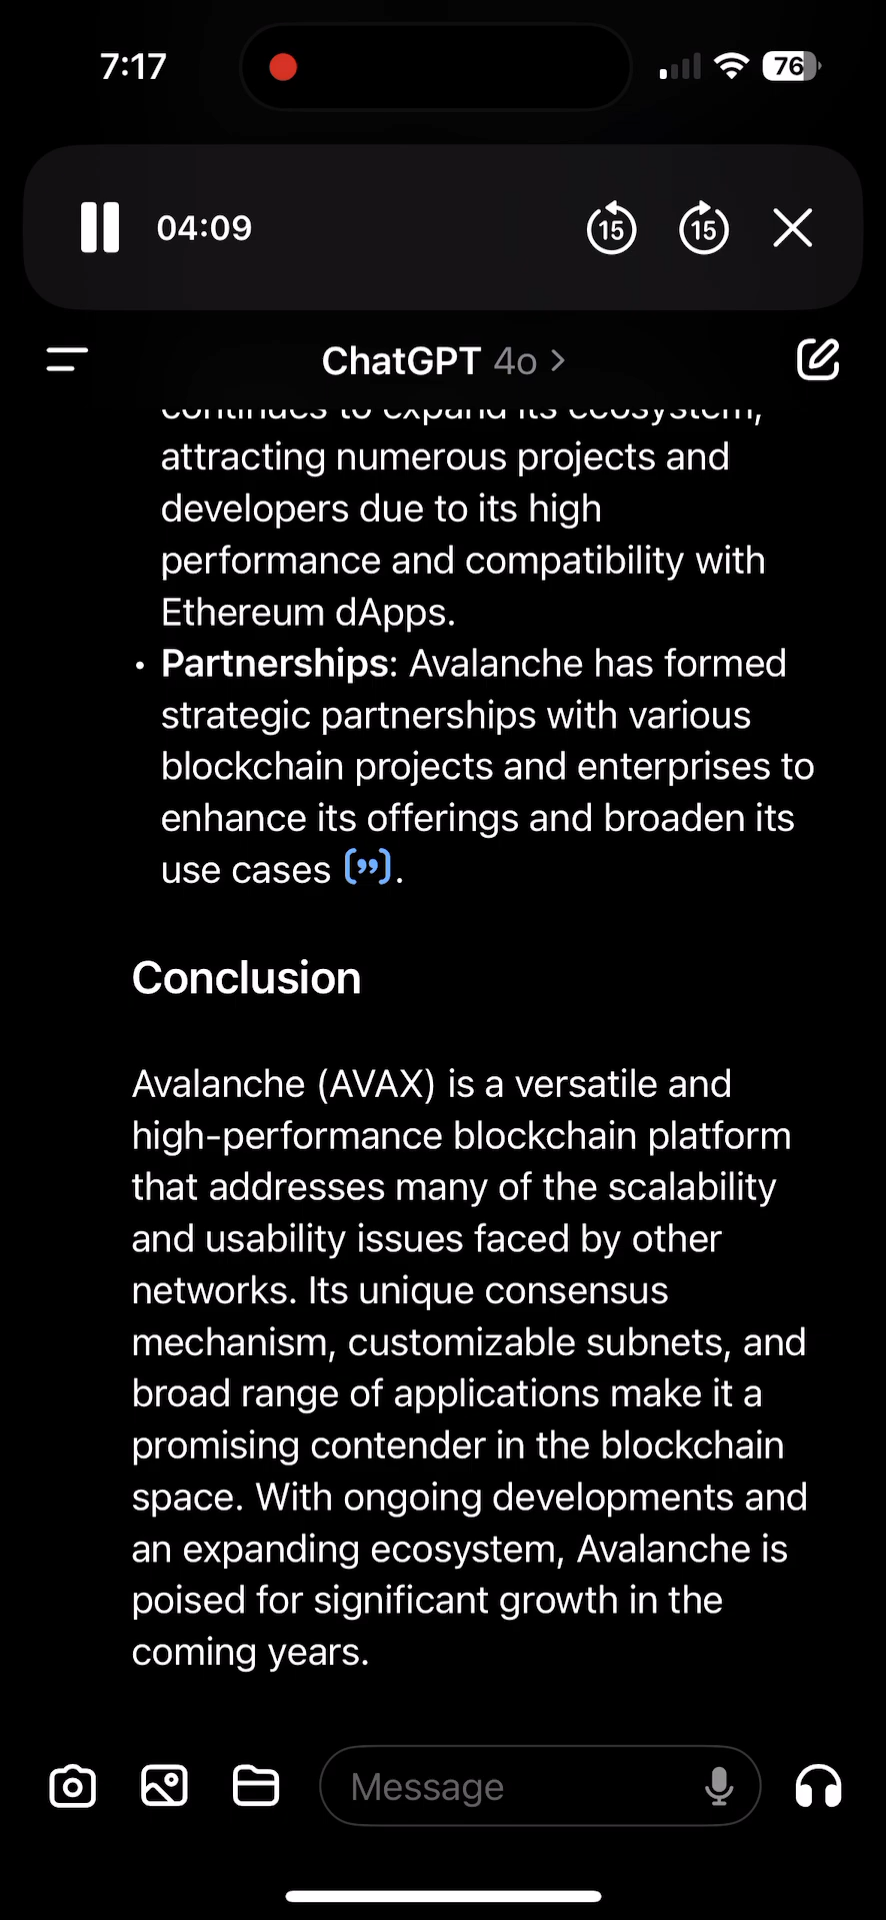 7:17
76
04:09
15
15
ChatGPT 4o >
continues to expand its ecosystem,
attracting numerous projects and
developers due to its high
performance and compatibility with
Ethereum dApps.
• Partnerships: Avalanche has formed
strategic partnerships with various
blockchain projects and enterprises to
enhance its offerings and broaden its
use cases [”].
Conclusion
Avalanche (AVAX) is a versatile and
high-performance blockchain platform
that addresses many of the scalability
and usability issues faced by other
networks. Its unique consensus
mechanism, customizable subnets, and
broad range of applications make it a
promising contender in the blockchain
space. With ongoing developments and
an expanding ecosystem, Avalanche is
poised for significant growth in the
coming years.
Message